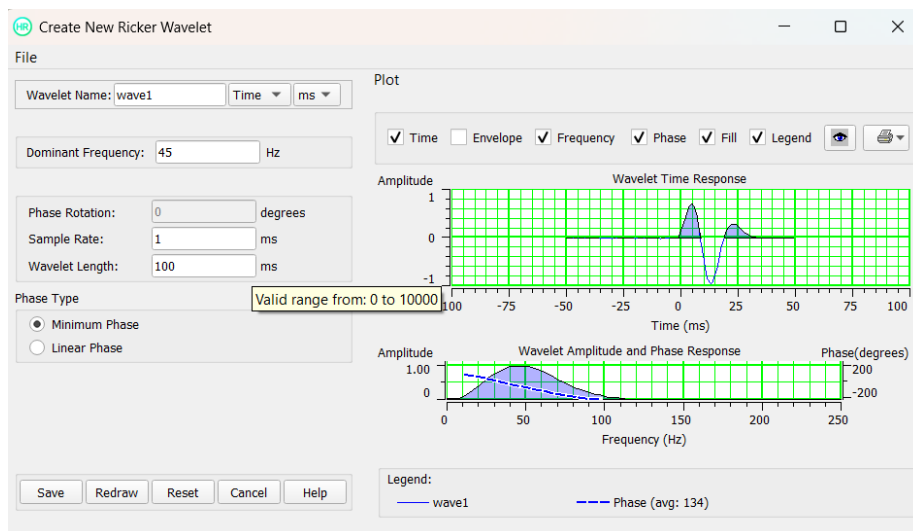 HR Create New Ricker Wavelet
File
Wavelet Name: wave1 Time ms
Dominant Frequency: 45 Hz
Phase Rotation: 0 degrees
Sample Rate: 1 ms
Wavelet Length: 100 ms
Valid range from: 0 to 10000
Phase Type
Minimum Phase
Linear Phase
Save Redraw Reset Cancel Help
Plot
Time Envelope Frequency Phase Fill Legend
Amplitude Wavelet Time Response
1
0
-1
100 -75 -50 -25 0 25 50 75 100
Time (ms)
Amplitude Wavelet Amplitude and Phase Response Phase(degrees)
1.00 200
0 -200
0 50 100 150 200 250
Frequency (Hz)
Legend:
wave1 Phase (avg: 134)